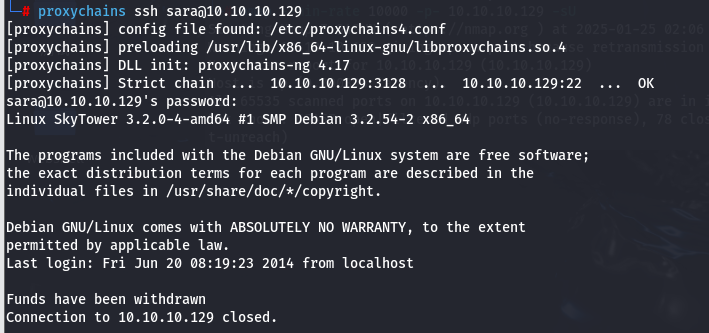 # proxychains ssh sara@10.10.10.129
[proxychains] config file found: /etc/proxychains4.conf
[proxychains] preloading /usr/lib/x86_64-linux-gnu/libproxychains.so.4
[proxychains] DLL init: proxychains-ng 4.17
[proxychains] Strict chain ... 10.10.10.129:3128 ... 10.10.10.129:22 ... OK
sara@10.10.10.129's password:
Linux SkyTower 3.2.0-4-amd64 #1 SMP Debian 3.2.54-2 x86_64

The programs included with the Debian GNU/Linux system are free software;
the exact distribution terms for each program are described in the
individual files in /usr/share/doc/*/copyright.

Debian GNU/Linux comes with ABSOLUTELY NO WARRANTY, to the extent
permitted by applicable law.
Last login: Fri Jun 20 08:19:23 2014 from localhost

Funds have been withdrawn
Connection to 10.10.10.129 closed.